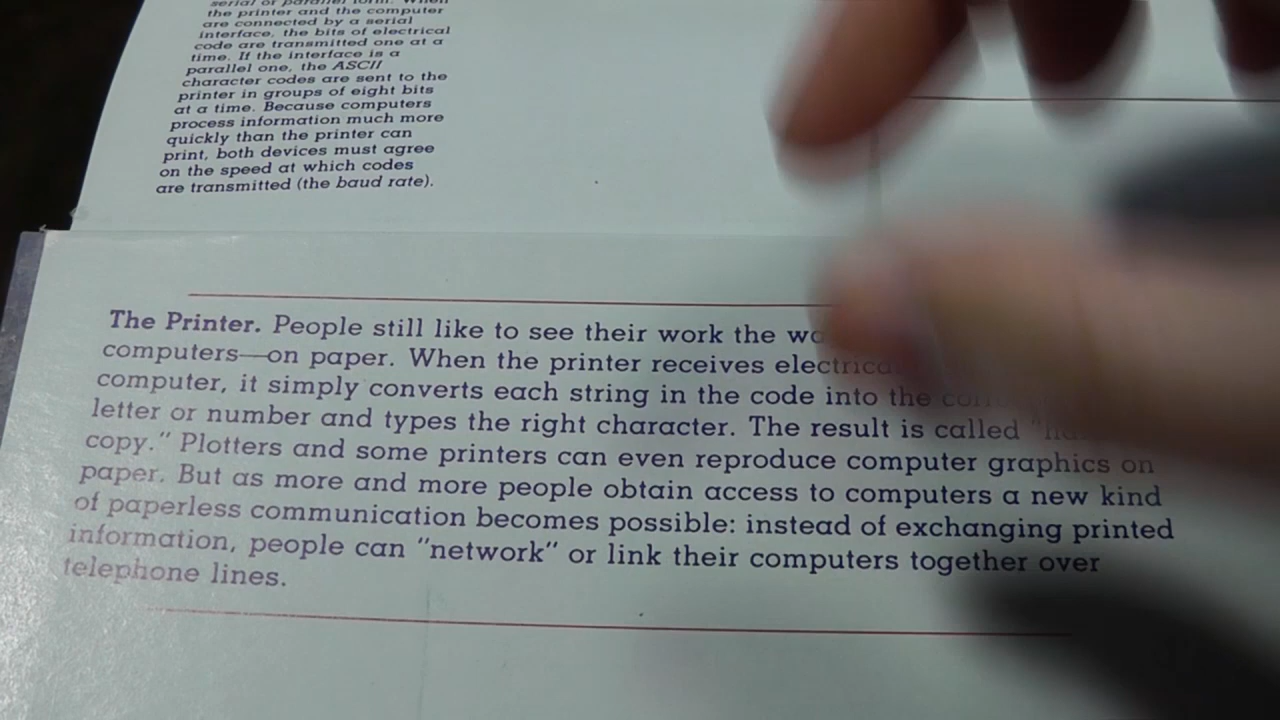 serial or parallel form. When
the printer and the computer
are connected by a serial
interface, the bits of electrical
code are transmitted one at a
time. If the interface is a
parallel one, the ASCII
character codes are sent to the
printer in groups of eight bits
at a time. Because computers
process information much more
quickly than the printer can
print, both devices must agree
on the speed at which codes
are transmitted (the baud rate).
The Printer. People still like to see their work the
computers—on paper. When the printer receives
computer, it simply converts each string in the code into the
letter or number and types the right character. The result is called
copy.” Plotters and some printers can even reproduce computer graphics on
paper. But as more and more people obtain access to computers a new kind
of paperless communication becomes possible: instead of exchanging printed
information, people can “network” or link their computers together over
telephone lines.